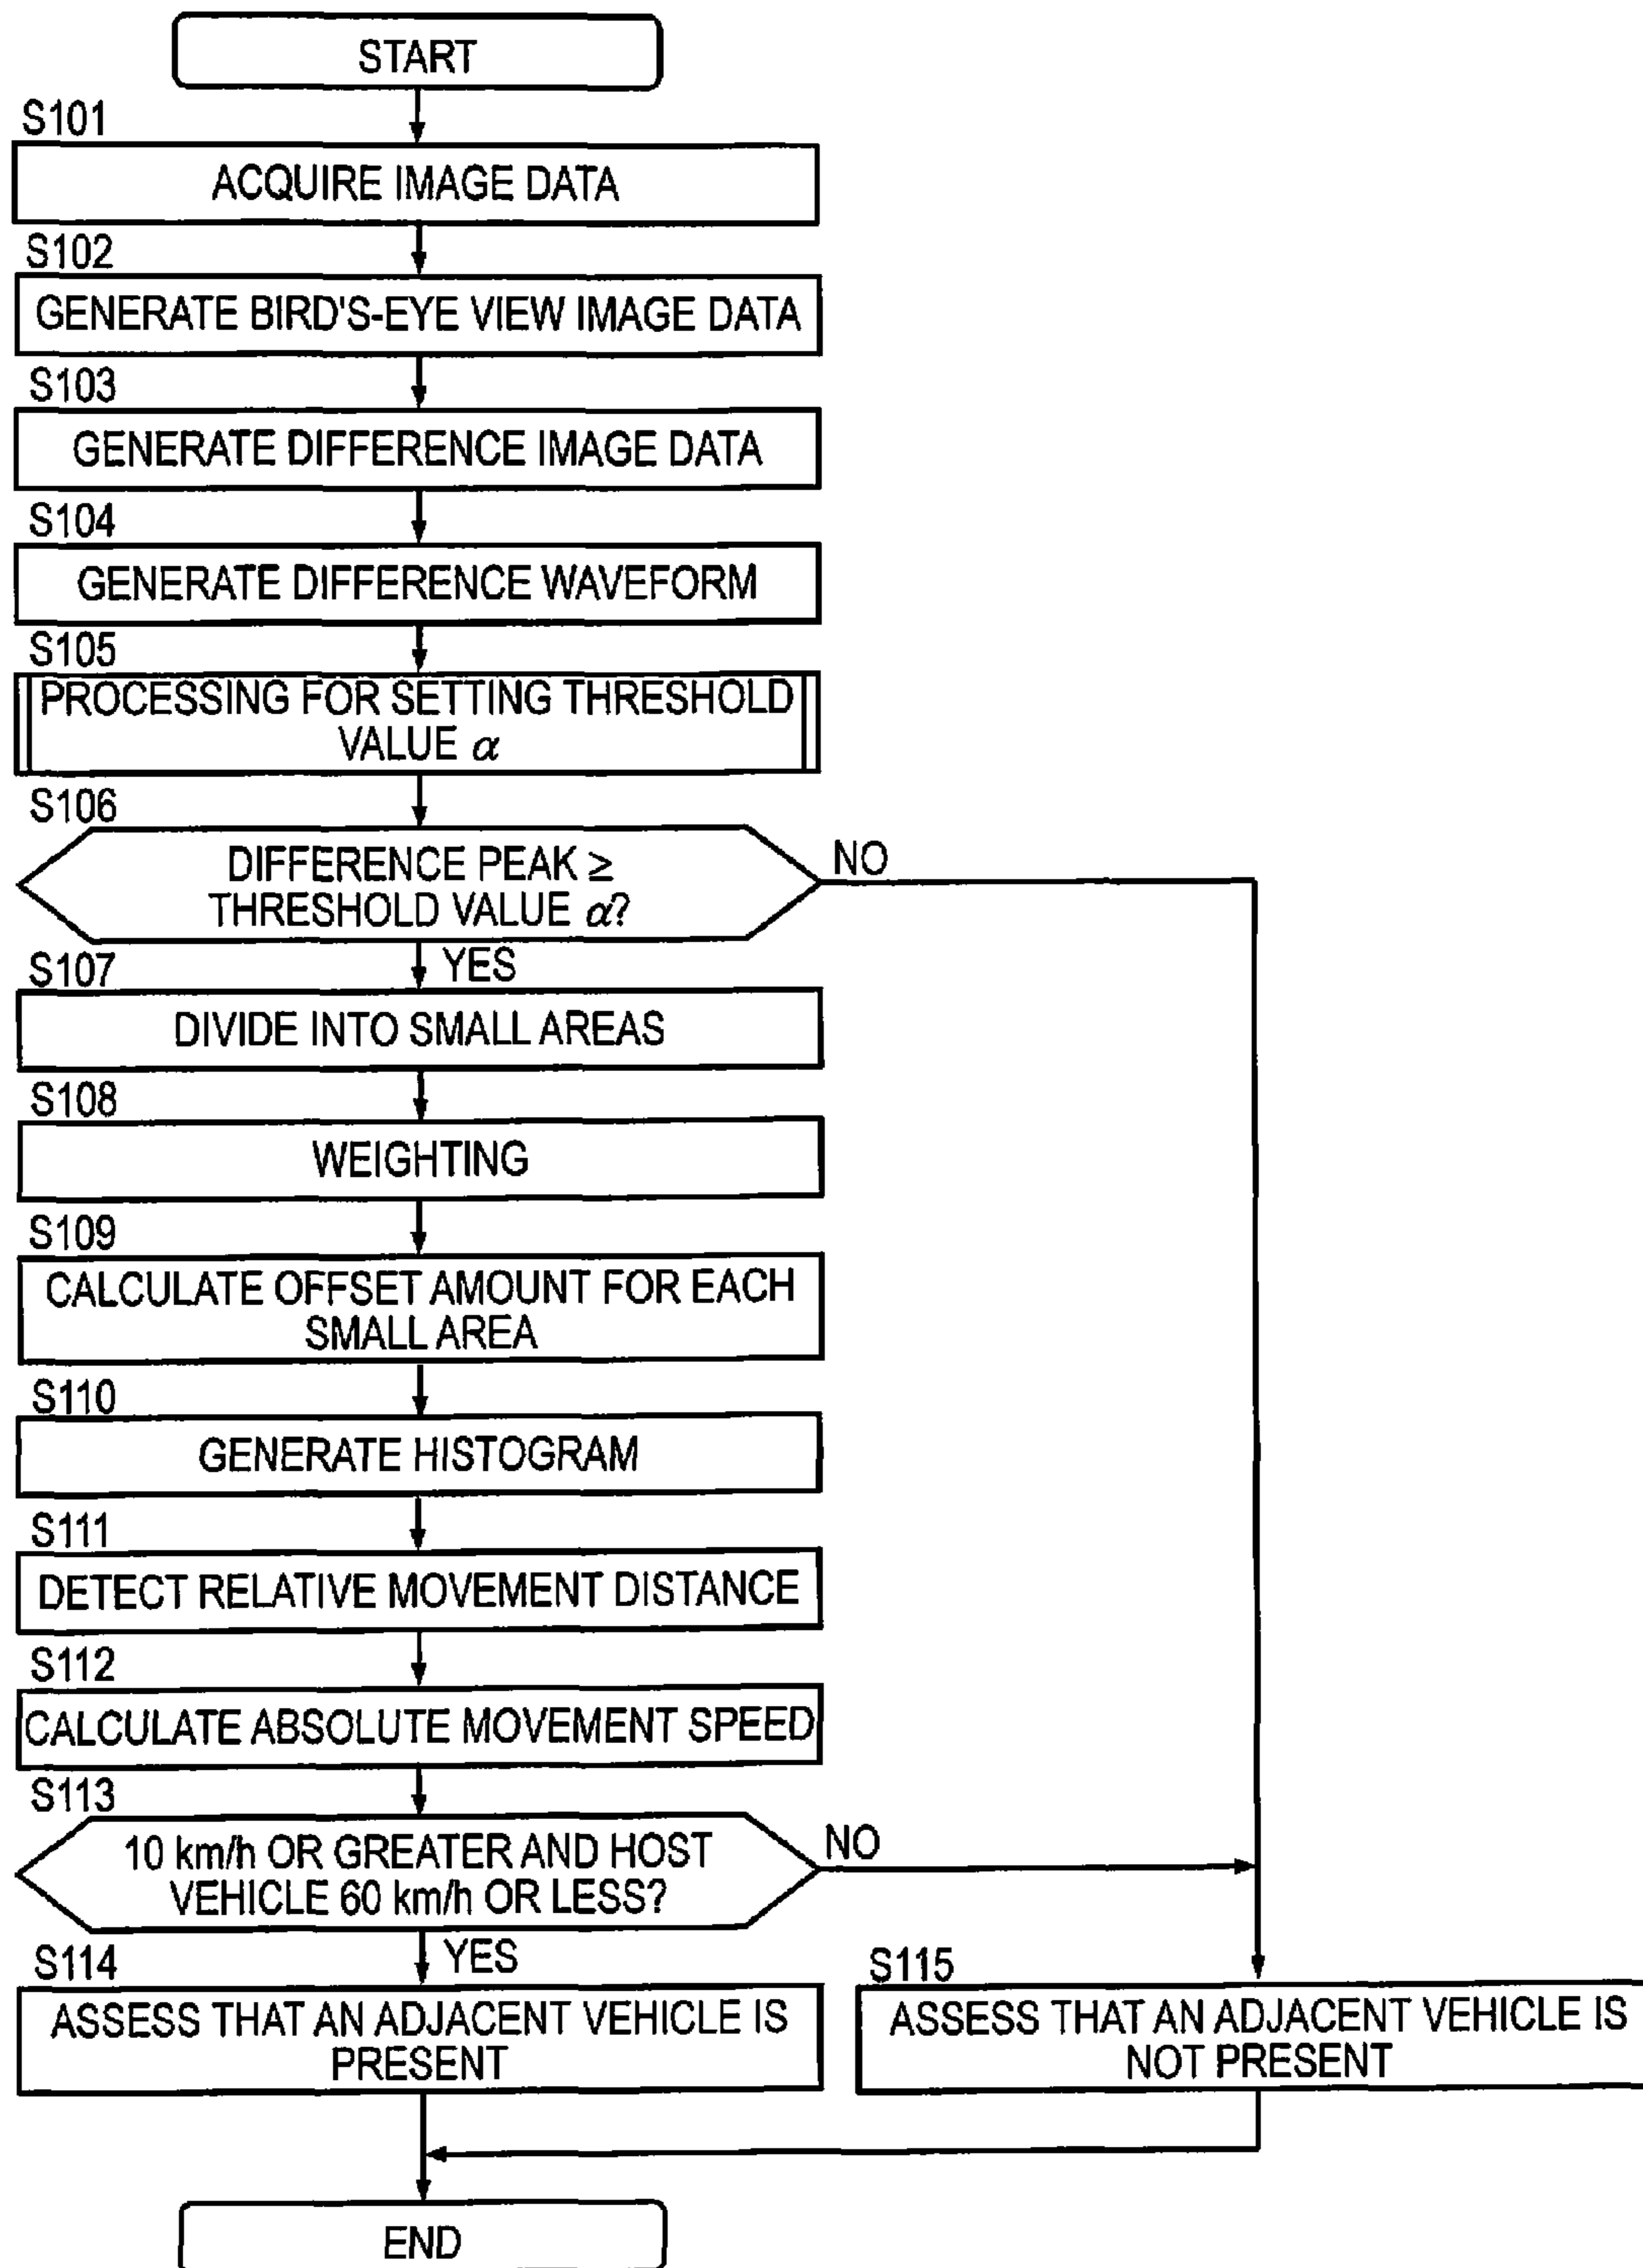 START
S101
ACQUIRE IMAGE DATA
S102
GENERATE BIRD'S-EYE VIEW IMAGE DATA
S103
GENERATE DIFFERENCE IMAGE DATA
S104
GENERATE DIFFERENCE WAVEFORM
S105
PROCESSING FOR SETTING THRESHOLD
VALUE α
S106
DIFFERENCE PEAK ≥
THRESHOLD VALUE α?
NO
YES
S107
DIVIDE INTO SMALL AREAS
S108
WEIGHTING
S109
CALCULATE OFFSET AMOUNT FOR EACH
SMALL AREA
S110
GENERATE HISTOGRAM
S111
DETECT RELATIVE MOVEMENT DISTANCE
S112
CALCULATE ABSOLUTE MOVEMENT SPEED
S113
10 km/h OR GREATER AND HOST
VEHICLE 60 km/h OR LESS?
NO
YES
S114
ASSESS THAT AN ADJACENT VEHICLE IS
PRESENT
S115
ASSESS THAT AN ADJACENT VEHICLE IS
NOT PRESENT
END